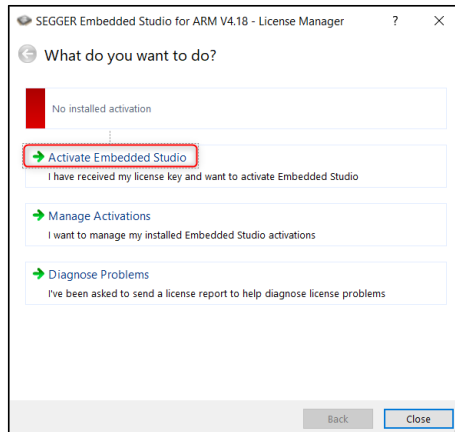 SEGGER Embedded Studio for ARM V4.18 - License Manager ? ×
What do you want to do?
No installed activation
Activate Embedded Studio
I have received my license key and want to activate Embedded Studio
Manage Activations
I want to manage my installed Embedded Studio activations
Diagnose Problems
I've been asked to send a license report to help diagnose license problems
Back Close